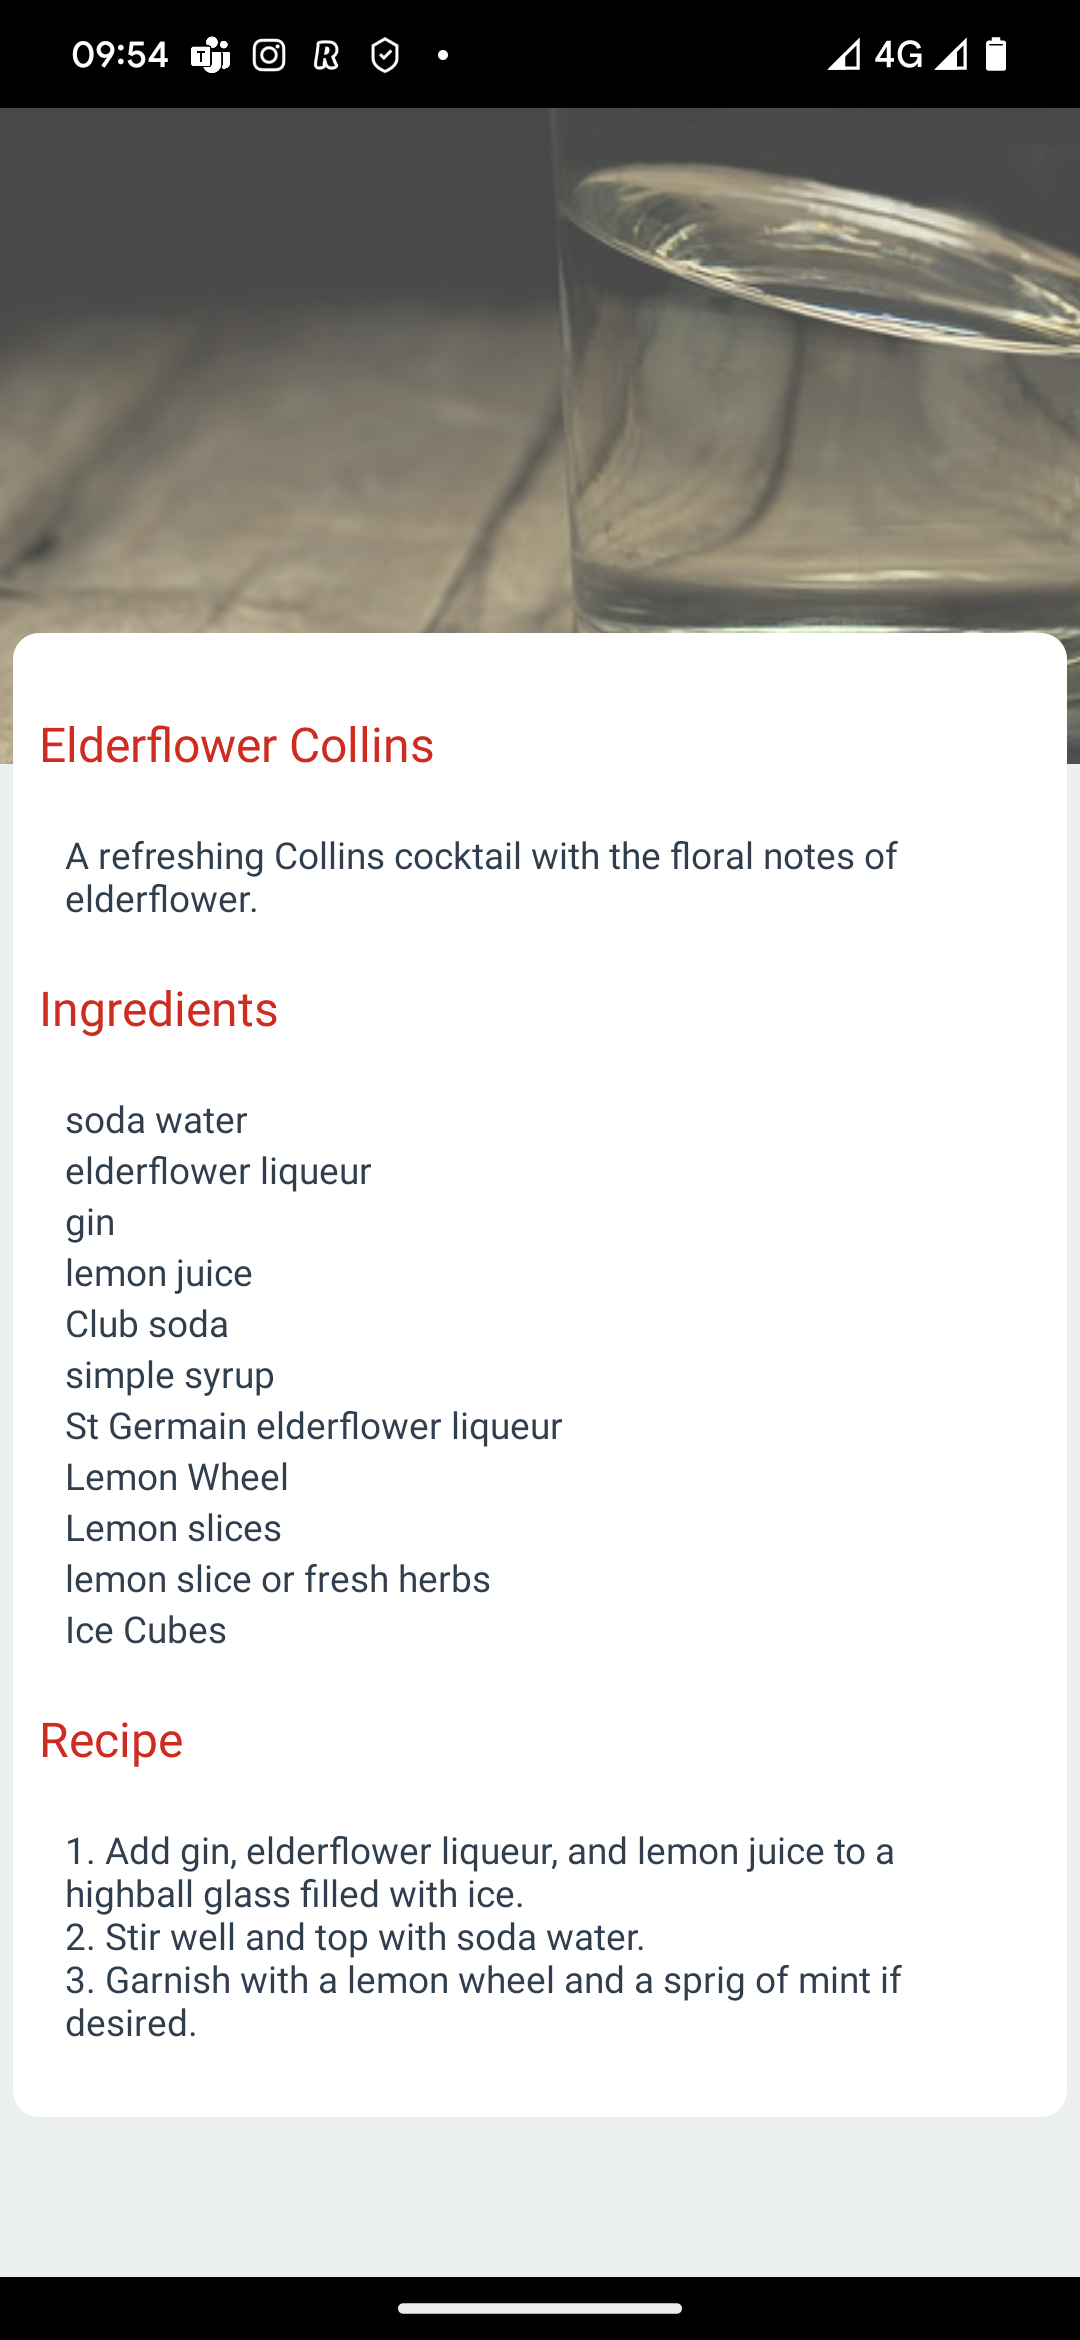 09:54
4G
Elderflower Collins
A refreshing Collins cocktail with the floral notes of
elderflower.
Ingredients
soda water
elderflower liqueur
gin
lemon juice
Club soda
simple syrup
St Germain elderflower liqueur
Lemon Wheel
Lemon slices
lemon slice or fresh herbs
Ice Cubes
Recipe
1. Add gin, elderflower liqueur, and lemon juice to a
highball glass filled with ice.
2. Stir well and top with soda water.
3. Garnish with a lemon wheel and a sprig of mint if
desired.